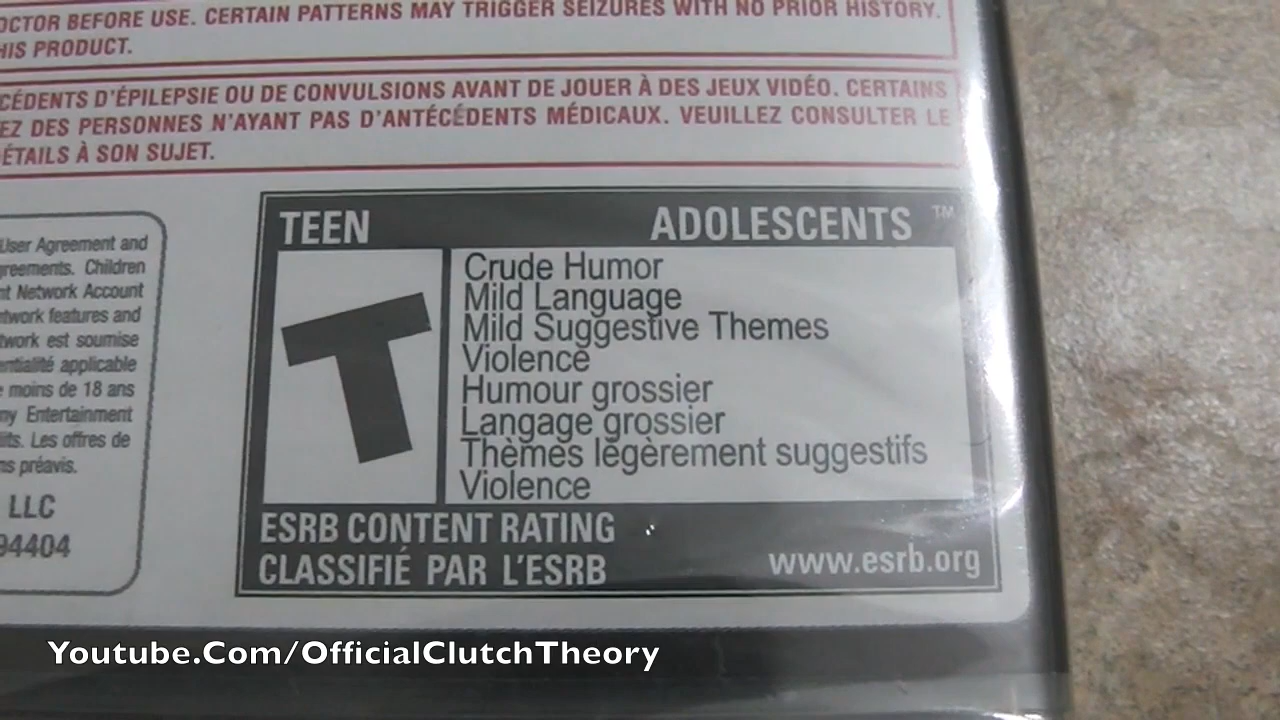 OCTOR BEFORE USE. CERTAIN PATTERNS MAY TRIGGER SEIZURES WITH NO PRIOR HISTORY.
HIS PRODUCT.
CÉDENTS D'ÉPILEPSIE OU DE CONVULSIONS AVANT DE JOUER À DES JEUX VIDÉO. CERTAINS
EZ DES PERSONNES N'AYANT PAS D'ANTÉCÉDENTS MÉDICAUX. VEUILLEZ CONSULTER LE
ÉTAILS À SON SUJET.
User Agreement and
greements. Children
nt Network Account
etwork features and
twork est soumise
entialité applicable
e moins de 18 ans
ny Entertainment
its. Les offres de
ns préavis.
LLC
94404
TEEN ADOLESCENTS ™
T
Crude Humor
Mild Language
Mild Suggestive Themes
Violence
Humour grossier
Langage grossier
Thèmes légèrement suggestifs
Violence
ESRB CONTENT RATING
CLASSIFIÉ PAR L'ESRB www.esrb.org
Youtube.Com/OfficialClutchTheory